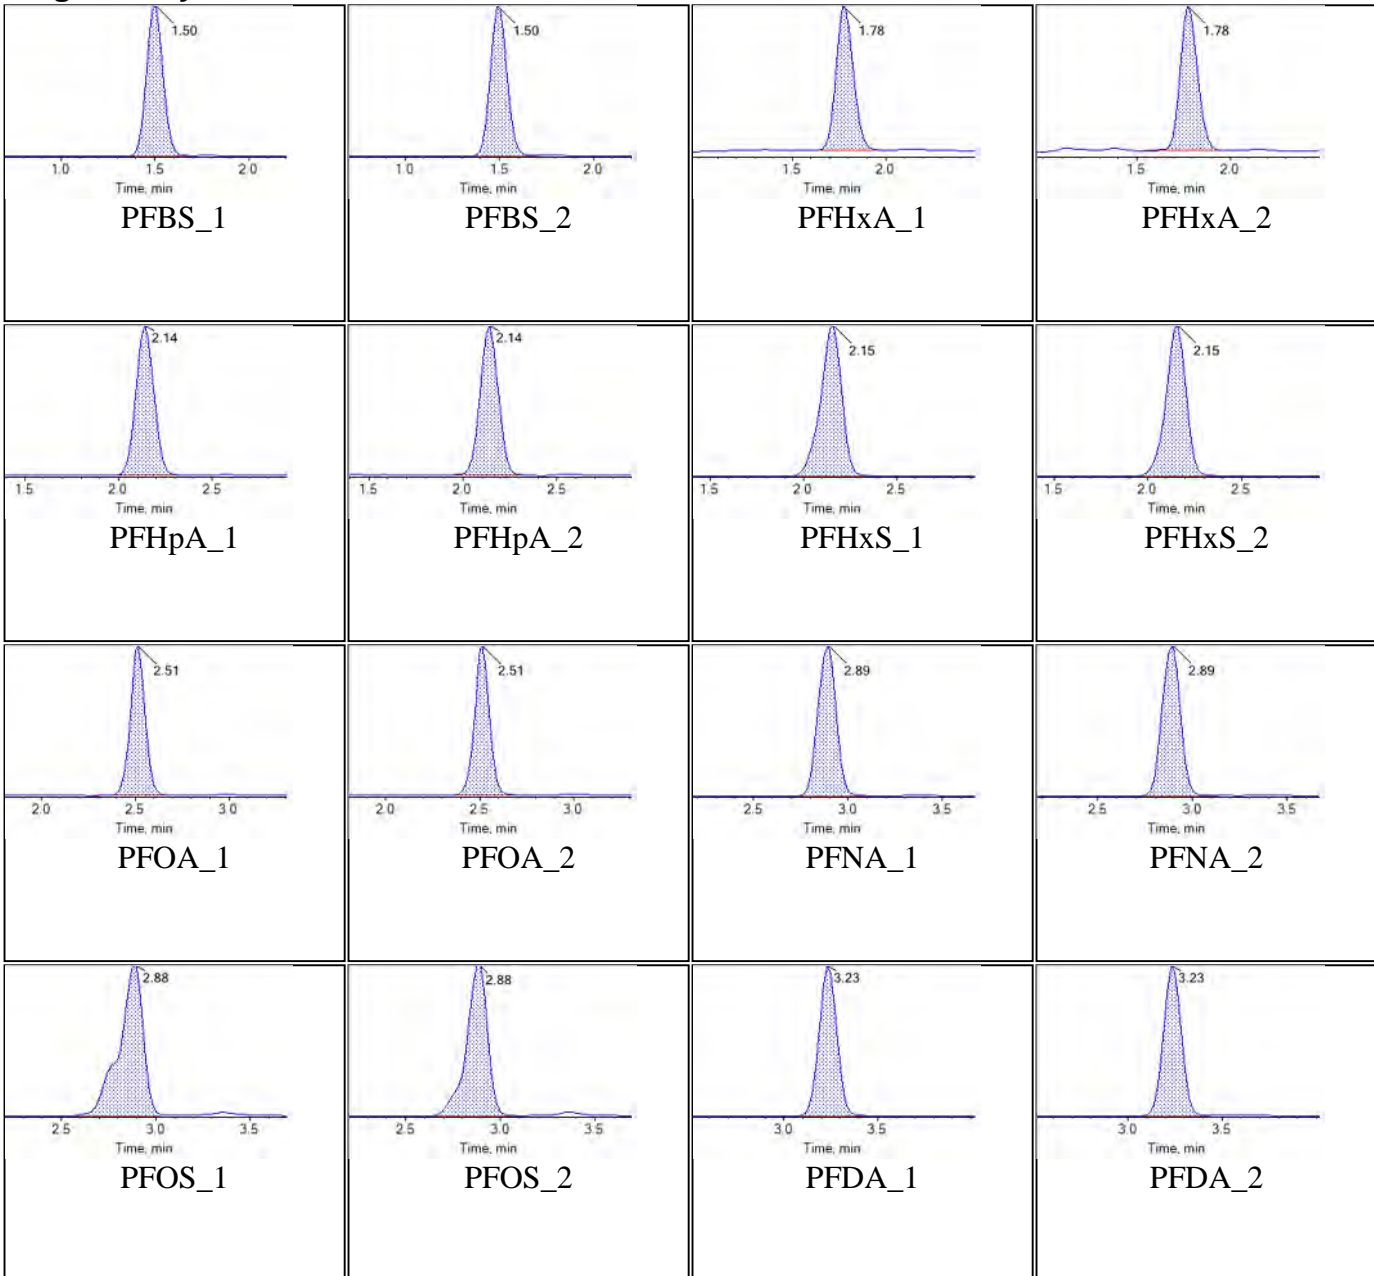 1.50 1.50 1.78 1.78
1.0 1.5 2.0 1.0 1.5 2.0 1.5 2.0 1.5 2.0
Time, min Time, min Time, min Time, min
PFBS_1 PFBS_2 PFHxA_1 PFHxA_2
2.14 2.14 2.15 2.15
1.5 2.0 2.5 1.5 2.0 2.5 1.5 2.0 2.5 1.5 2.0 2.5
Time, min Time, min Time, min Time, min
PFHpA_1 PFHpA_2 PFHxS_1 PFHxS_2
2.51 2.51 2.89 2.89
2.0 2.5 3.0 2.0 2.5 3.0 2.5 3.0 3.5 2.5 3.0 3.5
Time, min Time, min Time, min Time, min
PFOA_1 PFOA_2 PFNA_1 PFNA_2
2.88 2.88 3.23 3.23
2.5 3.0 3.5 2.5 3.0 3.5 3.0 3.5 3.0 3.5
Time, min Time, min Time, min Time, min
PFOS_1 PFOS_2 PFDA_1 PFDA_2